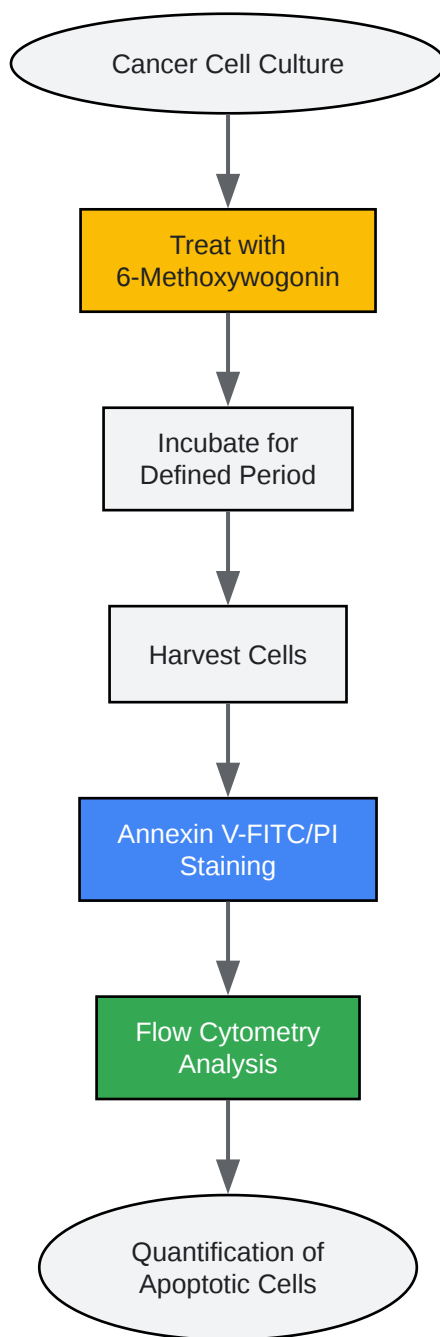 Cancer Cell Culture
Treat with
6-Methoxywogonin
Incubate for
Defined Period
Harvest Cells
Annexin V-FITC/PI
Staining
Flow Cytometry
Analysis
Quantification of
Apoptotic Cells